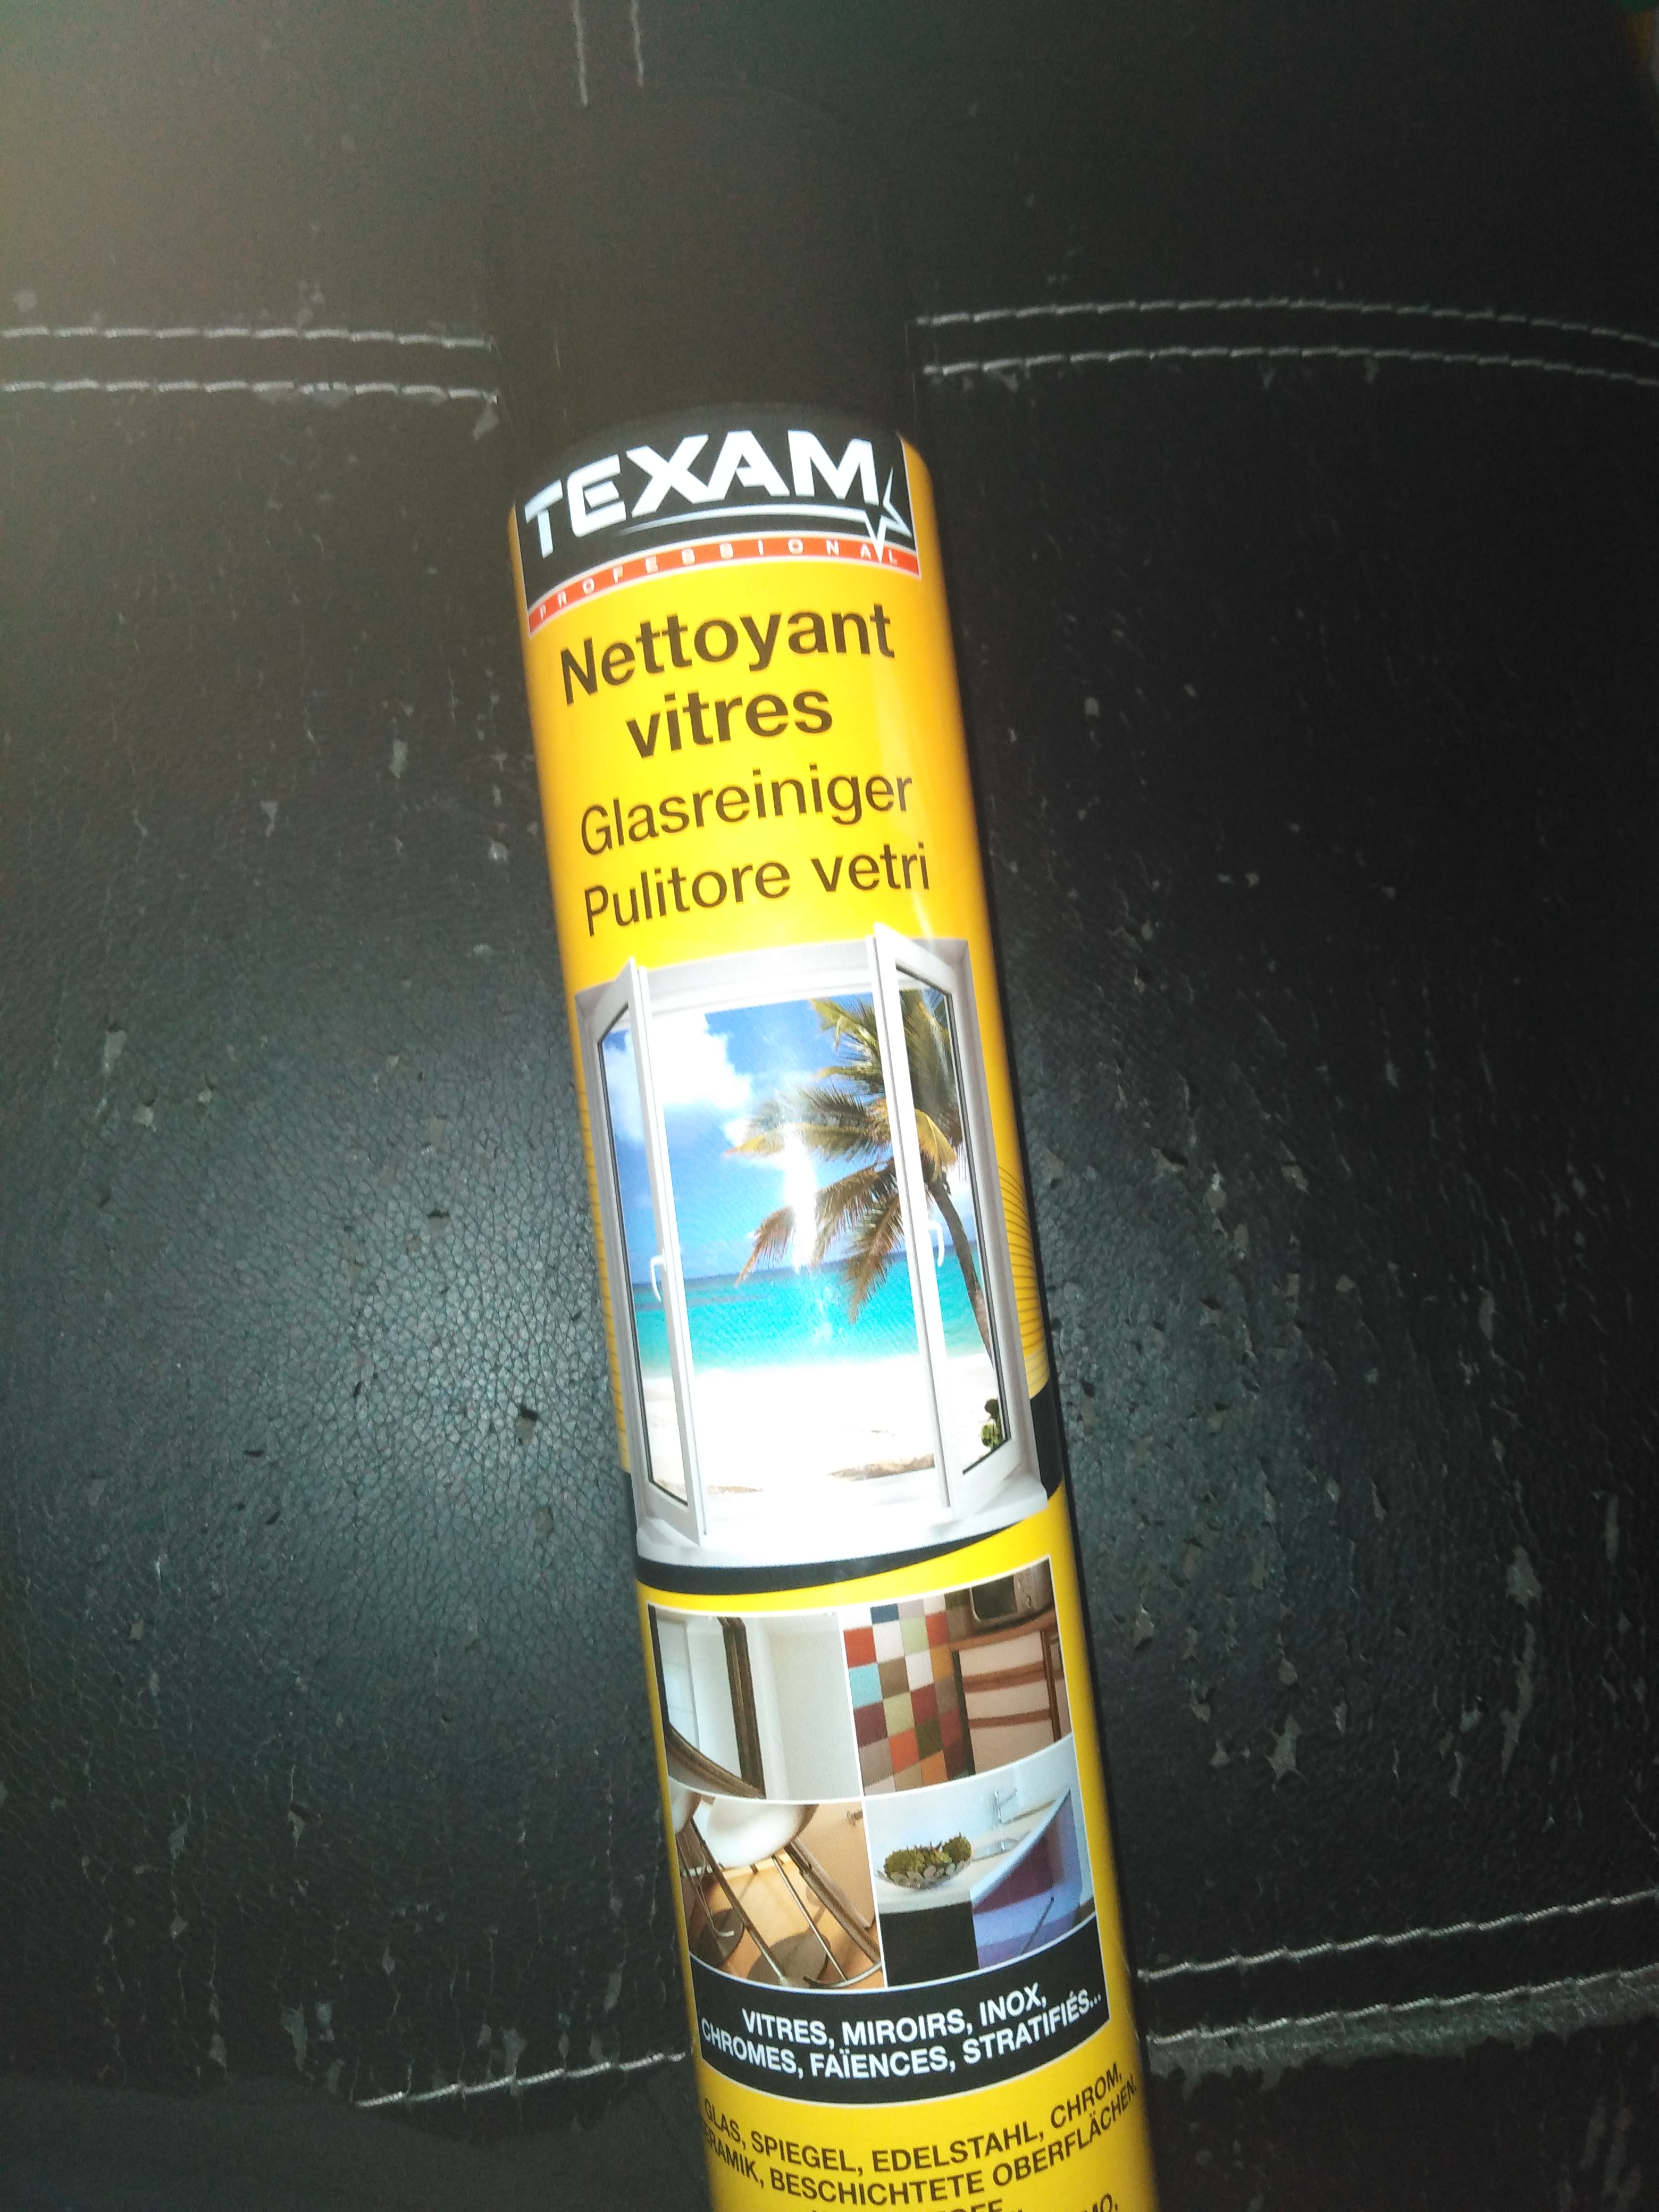 TEXAM
PROFESSIONAL
Nettoyant
vitres
Glasreiniger
Pulitore vetri
VITRES, MIROIRS, INOX,
CHROMES, FAÏENCES, STRATIFIÉS...
GLAS, SPIEGEL, EDELSTAHL, CHROM,
BESCHICHTETE OBERFLÄCHEN,